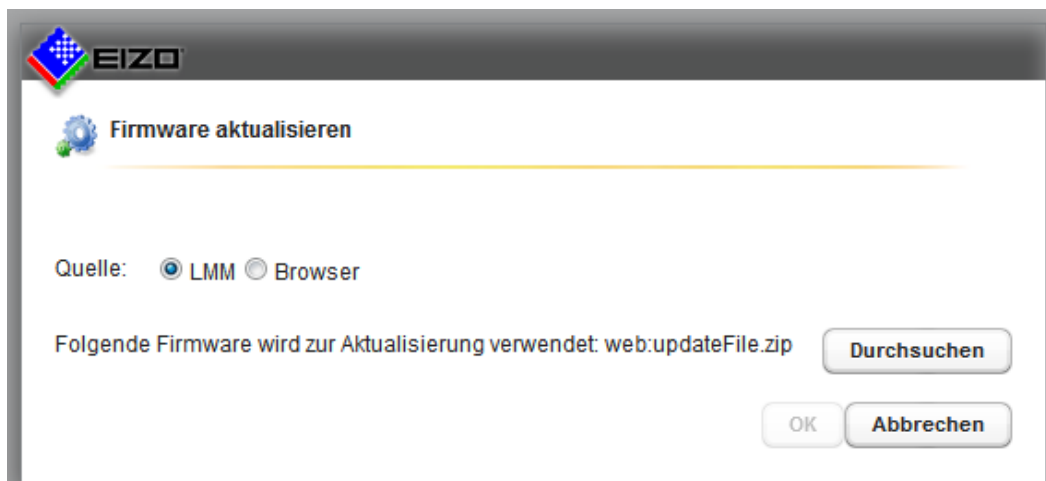 EIZO
Firmware aktualisieren
Quelle: LMM Browser
Folgende Firmware wird zur Aktualisierung verwendet: web:updateFile.zip Durchsuchen
OK Abbrechen